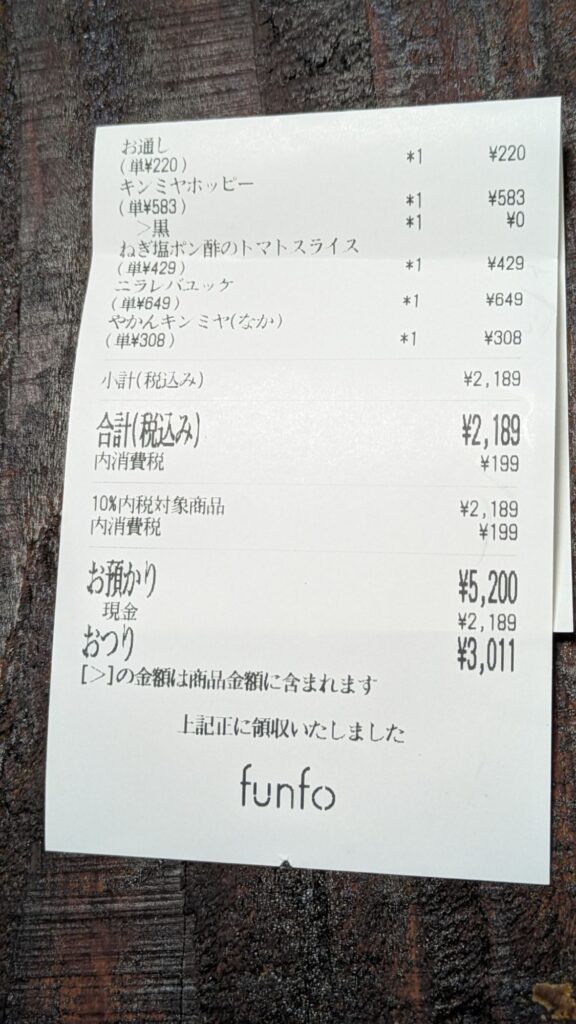 お通し
(単¥220) *1 ¥220
キンミヤホッピー
(単¥583) *1 ¥583
>黒 *1 ¥0
ねぎ塩ポン酢のトマトスライス
(単¥429) *1 ¥429
ニラレバユッケ
(単¥649) *1 ¥649
やかんキンミヤ(なか)
(単¥308) *1 ¥308
小計(税込み) ¥2,189
合計(税込み) ¥2,189
内消費税 ¥199
10%内税対象商品 ¥2,189
内消費税 ¥199
お預かり ¥5,200
現金 ¥2,189
おつり ¥3,011
[>]の金額は商品金額に含まれます
上記正に領収いたしました
funfo